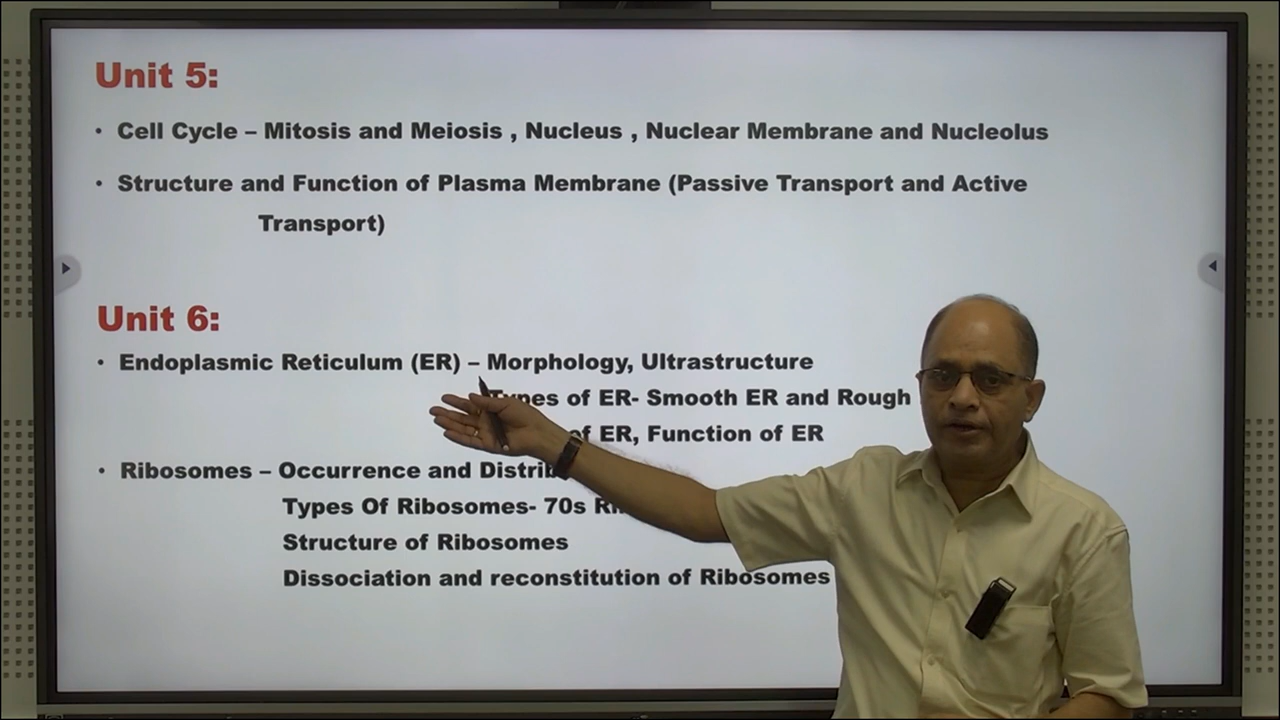 Unit 5:
• Cell Cycle – Mitosis and Meiosis , Nucleus , Nuclear Membrane and Nucleolus
• Structure and Function of Plasma Membrane (Passive Transport and Active
Transport)
Unit 6:
• Endoplasmic Reticulum (ER) – Morphology, Ultrastructure
Types of ER- Smooth ER and Rough
of ER, Function of ER
• Ribosomes – Occurrence and
Types Of Ribosomes- 70s
Structure of Ribosomes
Dissociation and reconstitution of Ribosomes